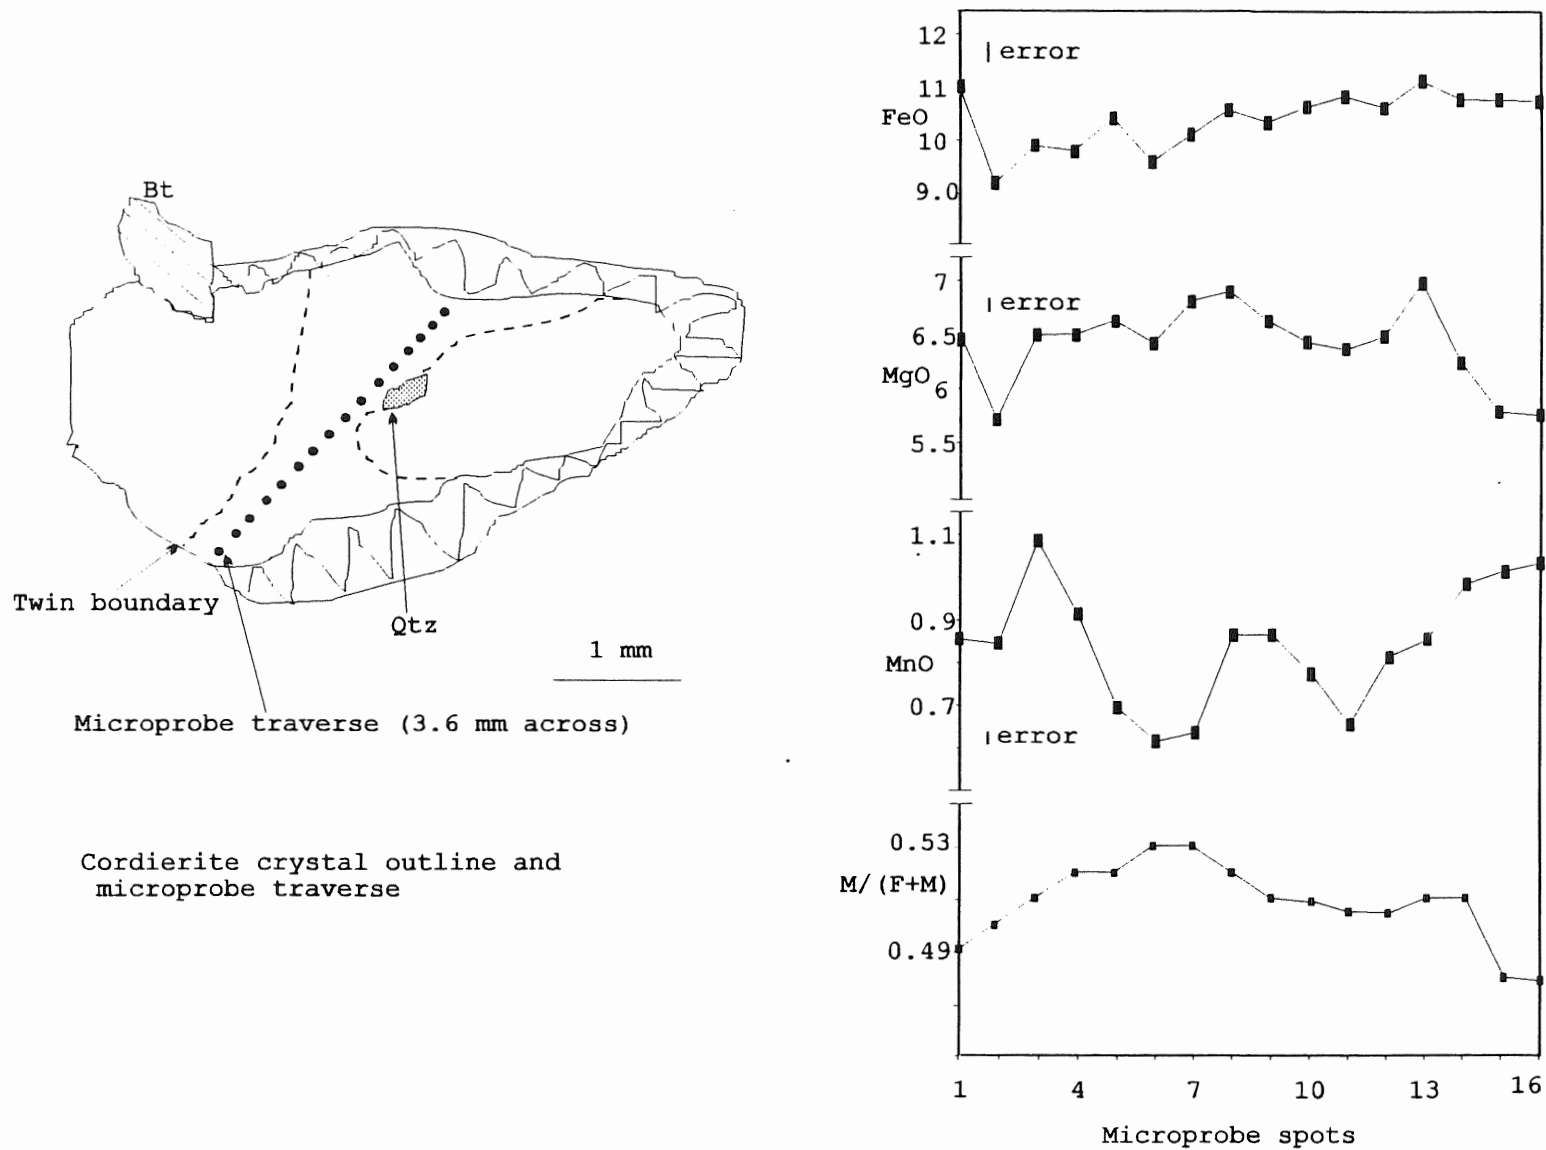 Bt
Twin boundary
Qtz
1 mm
Microprobe traverse (3.6 mm across)
Cordierite crystal outline and
microprobe traverse
12
error
11
FeO
10
9.0
7
error
6.5
MgO
6
5.5
1.1
0.9
MnO
0.7
error
0.53
M/(F+M)
0.49
1 4 7 10 13 16
Microprobe spots